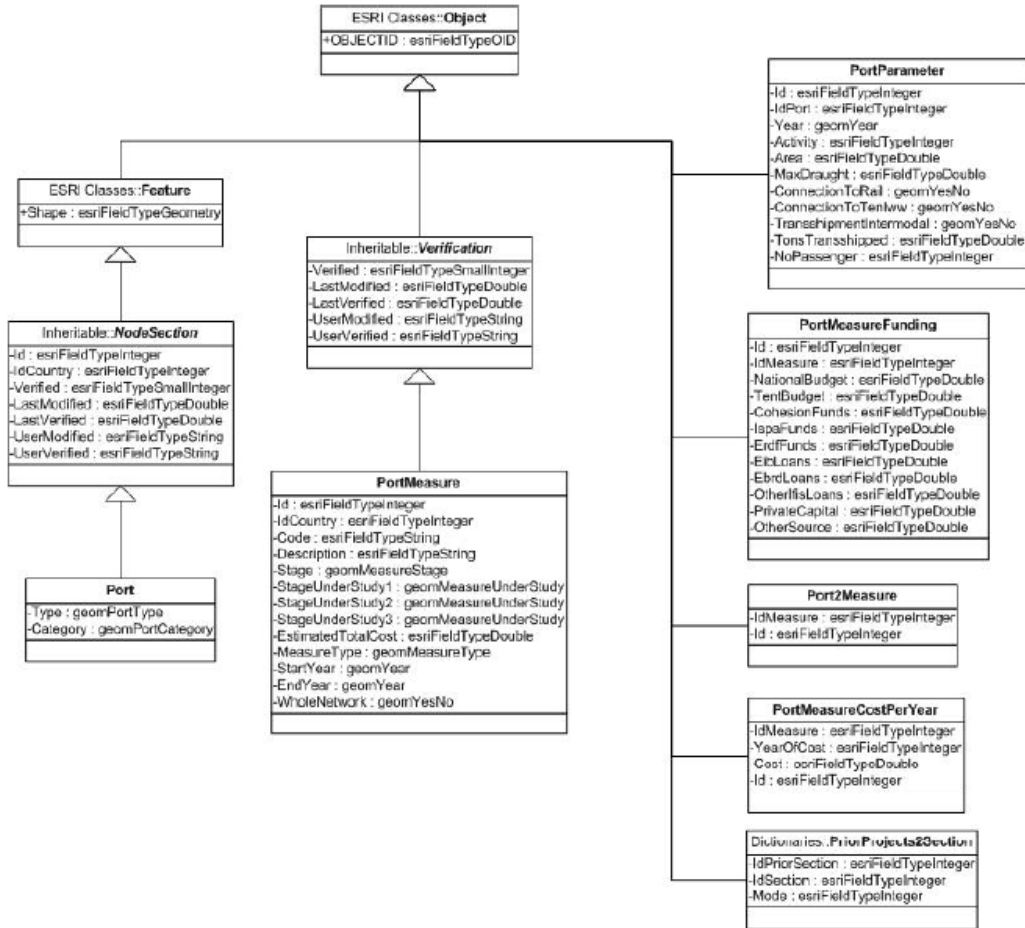 ESRI Classes::Object
+OBJECTID : esriFieldTypeOID
ESRI Classes::Feature
+Shape : esriFieldTypeGeometry
Inheritable::NodeSection
-Id : esriFieldTypeInteger
-IdCountry : esriFieldTypeInteger
-Verified : esriFieldTypeSmallInteger
-LastModified : esriFieldTypeDouble
-LastVerified : esriFieldTypeDouble
-UserModified : esriFieldTypeString
-UserVerified : esriFieldTypeString
Port
-Type : geomPortType
-Category : geomPortCategory
Inheritable::Verification
-Verified : esriFieldTypeSmallInteger
-LastModified : esriFieldTypeDouble
-LastVerified : esriFieldTypeDouble
-UserModified : esriFieldTypeString
-UserVerified : esriFieldTypeString
PortMeasure
-Id : esriFieldTypeInteger
-IdCountry : esriFieldTypeInteger
-Code : esriFieldTypeString
-Description : esriFieldTypeString
-Stage : geomMeasureStage
-StageUnderStudy1 : geomMeasureUnderStudy
-StageUnderStudy2 : geomMeasureUnderStudy
-StageUnderStudy3 : geomMeasureUnderStudy
-EstimatedTotalCost : esriFieldTypeDouble
-MeasureType : geomMeasureType
-StartYear : geomYear
-EndYear : geomYear
-WholeNetwork : geomYesNo
PortParameter
-Id : esriFieldTypeInteger
-IdPort : esriFieldTypeInteger
-Year : geomYear
-Activity : esriFieldTypeInteger
-Area : esriFieldTypeDouble
-MaxDraught : esriFieldTypeDouble
-ConnectionToRail : geomYesNo
-ConnectionToTenIww : geomYesNo
-TransshipmentIntermodal : geomYesNo
-TonsTransshipped : esriFieldTypeDouble
-NoPassenger : esriFieldTypeInteger
PortMeasureFunding
-Id : esriFieldTypeInteger
-IdMeasure : esriFieldTypeInteger
-NationalBudget : esriFieldTypeDouble
-TentBudget : esriFieldTypeDouble
-CohesionFunds : esriFieldTypeDouble
-IspaFunds : esriFieldTypeDouble
-ErdfFunds : esriFieldTypeDouble
-EibLoans : esriFieldTypeDouble
-EbrdLoans : esriFieldTypeDouble
-OtherIfisLoans : esriFieldTypeDouble
-PrivateCapital : esriFieldTypeDouble
-OtherSource : esriFieldTypeDouble
Port2Measure
-IdMeasure : esriFieldTypeInteger
-Id : esriFieldTypeInteger
PortMeasureCostPerYear
-IdMeasure : esriFieldTypeInteger
-YearOfCost : esriFieldTypeInteger
-Cost : esriFieldTypeDouble
-Id : esriFieldTypeInteger
Dictionaries::PriorProjects2Section
-IdPriorSection : esriFieldTypeInteger
-IdSection : esriFieldTypeInteger
-Mode : esriFieldTypeInteger